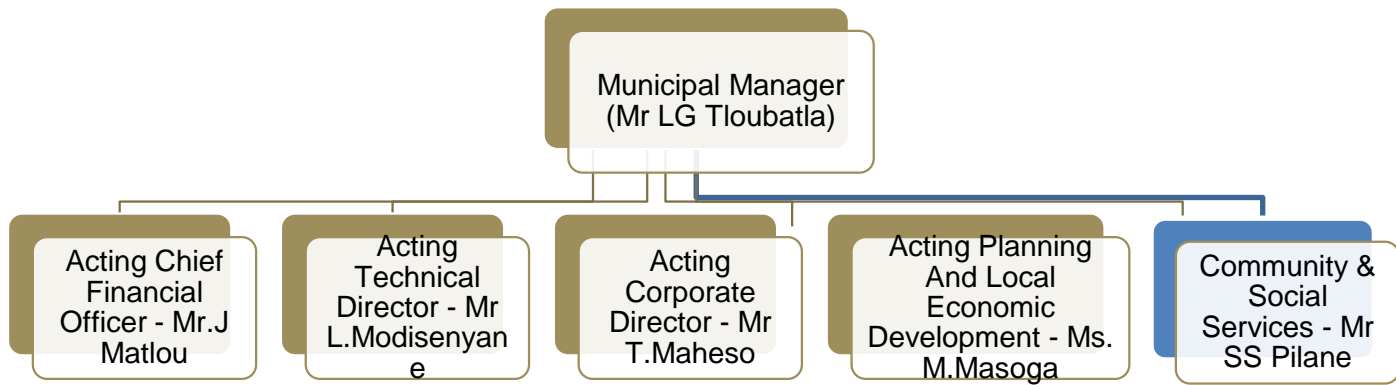 Municipal Manager
(Mr LG Tloubatla)
Acting Chief
Financial
Officer - Mr.J
Matlou
Acting
Technical
Director - Mr
L.Modisenyan
e
Acting
Corporate
Director - Mr
T.Maheso
Acting Planning
And Local
Economic
Development - Ms.
M.Masoga
Community &
Social
Services - Mr
SS Pilane